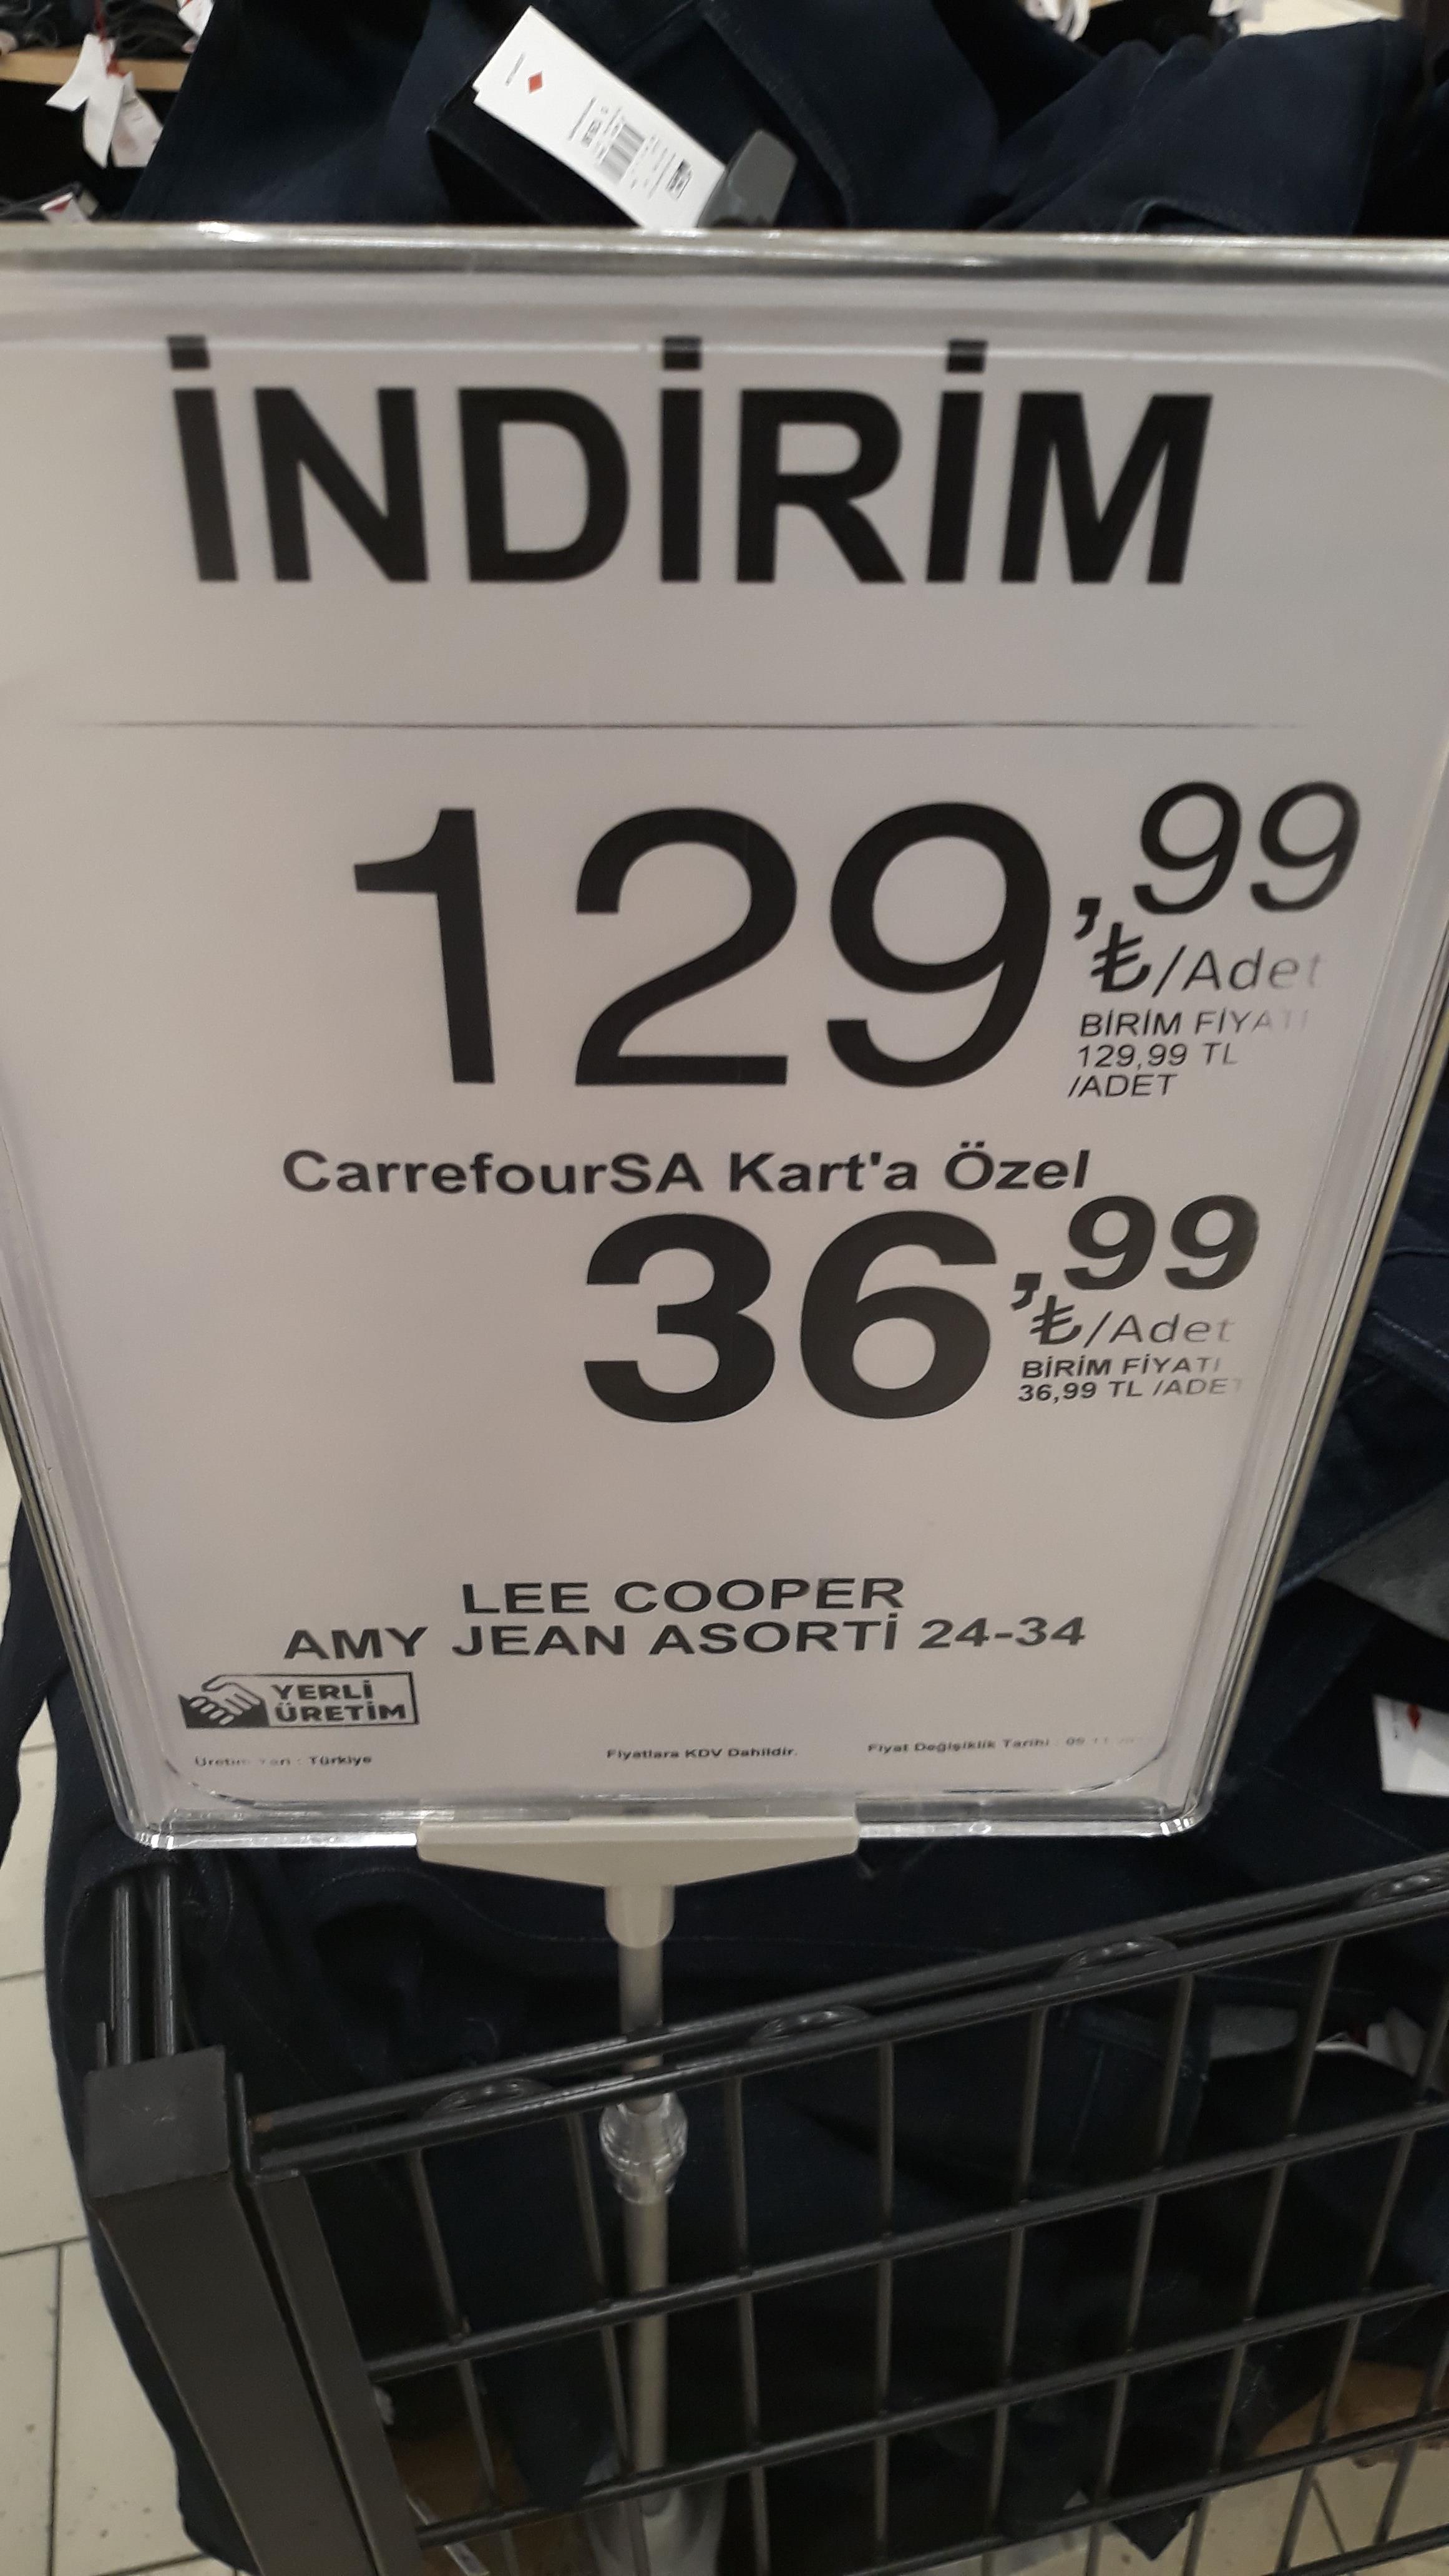 İNDİRİM
129,99
₺/Adet
BİRİM FİYATI
129,99 TL
/ADET
CarrefourSA Kart'a Özel
36,99
₺/Adet
BİRİM FİYATI
36,99 TL /ADET
LEE COOPER
AMY JEAN ASORTİ 24-34
YERLİ
ÜRETİM
Türkiye
Fiyatlara KDV Dahildir.
Fiyat Değişiklik Tarihi :